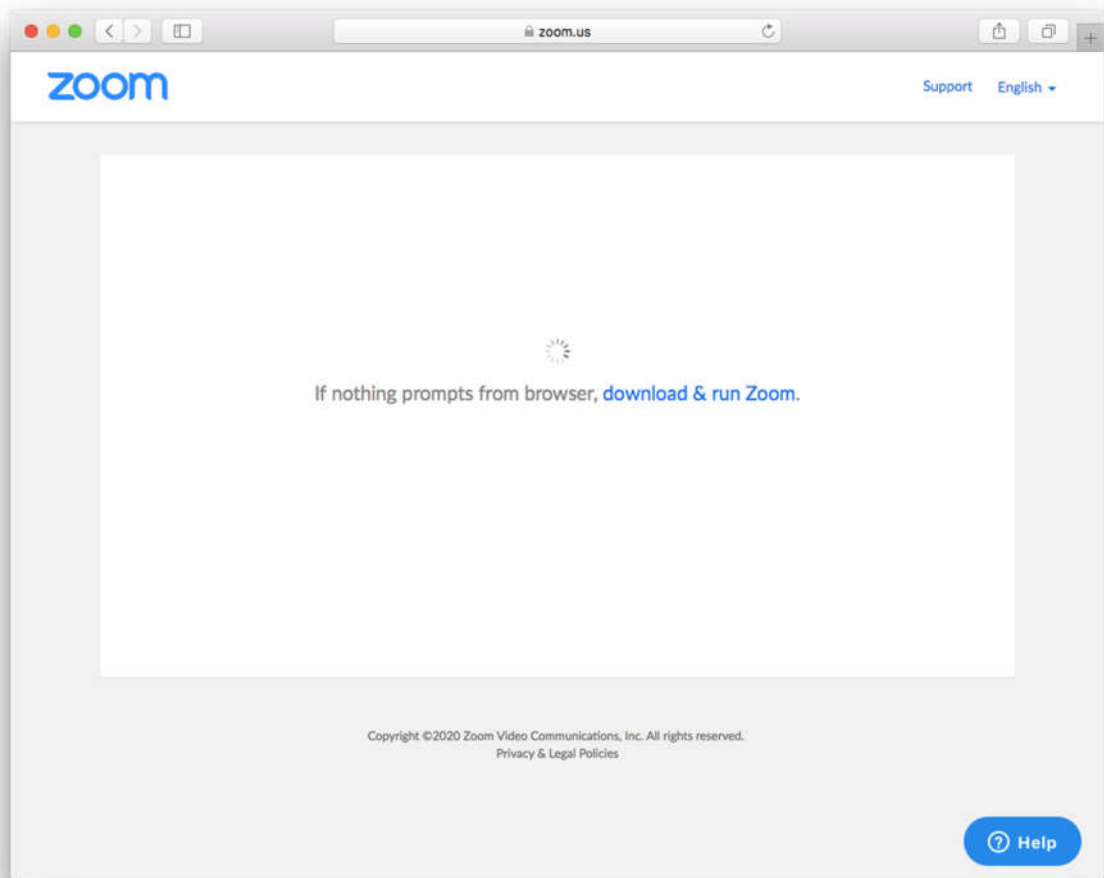 zoom.us
zoom
Support English
If nothing prompts from browser, download & run Zoom.
Copyright ©2020 Zoom Video Communications, Inc. All rights reserved.
Privacy & Legal Policies
? Help